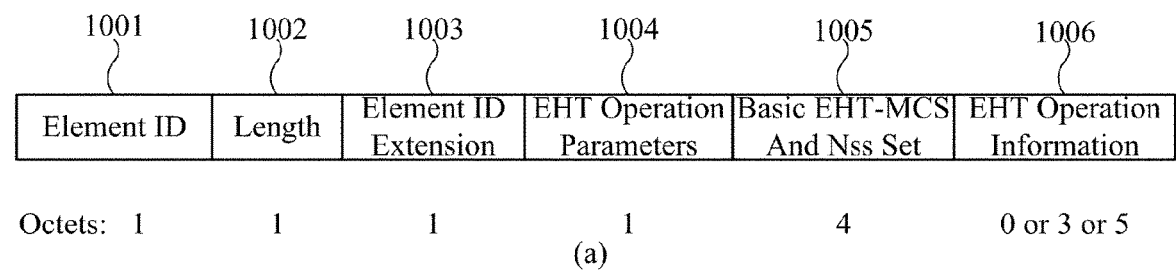 1001 1002 1003 1004 1005 1006
Element ID Length Element ID Extension EHT Operation Parameters Basic EHT-MCS And Nss Set EHT Operation Information
Octets: 1 1 1 1 4 0 or 3 or 5
(a)